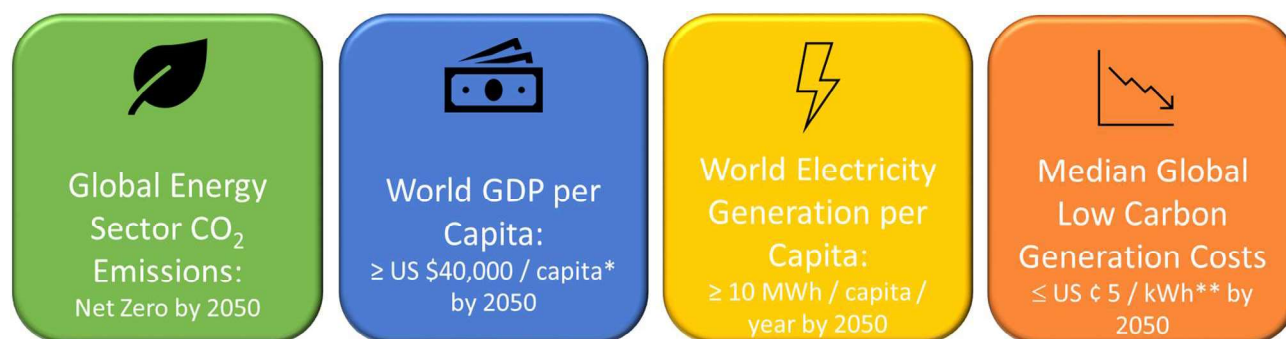 Global Energy
Sector CO₂
Emissions:
Net Zero by 2050
World GDP per
Capita:
≥ US $40,000 / capita*
by 2050
World Electricity
Generation per
Capita:
≥ 10 MWh / capita /
year by 2050
Median Global
Low Carbon
Generation Costs
≤ US ¢ 5 / kWh** by
2050